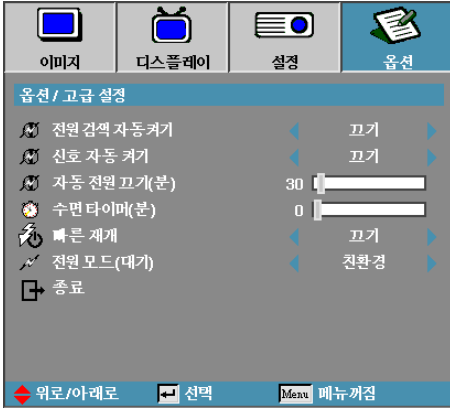 이미지 디스플레이 설정 옵션
옵션 / 고급 설정
전원 검색 자동켜기 끄기
신호 자동 켜기 끄기
자동 전원 끄기(분) 30
수면 타이머(분) 0
빠른 재개 끄기
전원 모드(대기) 친환경
종료
위로/아래로 선택 Menu 메뉴꺼짐